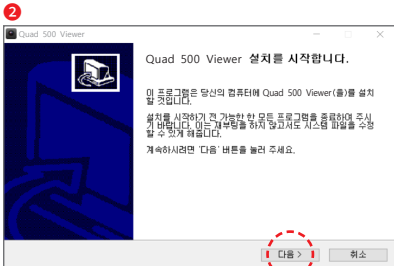 2
Quad 500 Viewer
Quad 500 Viewer 설치를 시작합니다.
이 프로그램은 당신의 컴퓨터에 Quad 500 Viewer(을)를 설치
할 것입니다.
설치를 시작하기 전 가능한 한 모든 프로그램을 종료하여 주시
기 바랍니다. 이는 재부팅을 하지 않고서도 시스템 파일을 수정
할 수 있게 해줍니다.
계속하시려면 '다음' 버튼을 눌러 주세요.
다음 >
취소